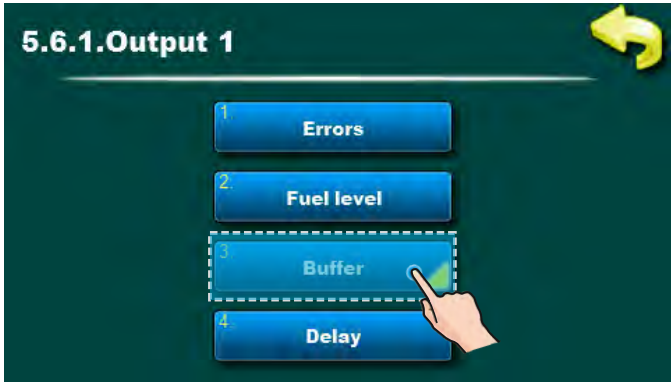 5.6.1.Output 1
1.
Errors
2.
Fuel level
3
Buffer
4.
Delay